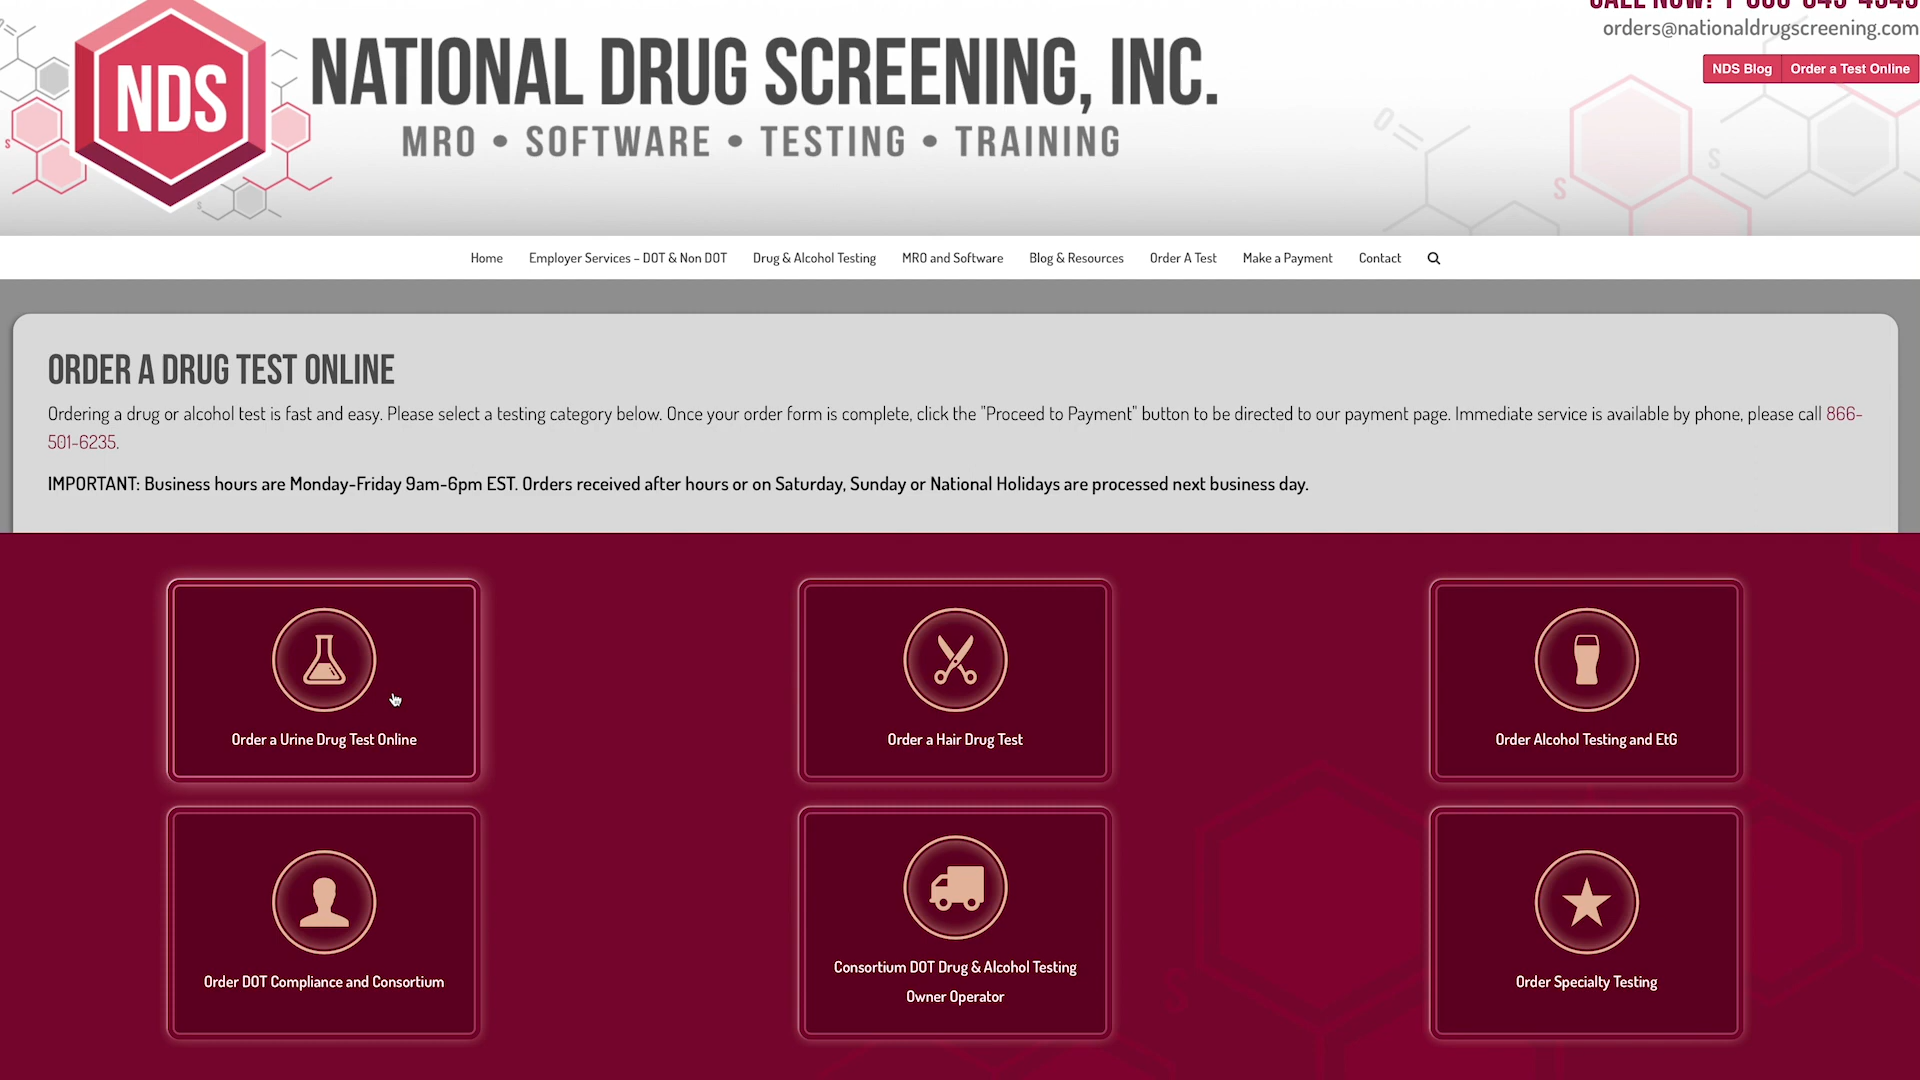 NDS
NATIONAL DRUG SCREENING, INC.
MRO • SOFTWARE • TESTING • TRAINING
orders@nationaldrugscreening.com
NDS Blog
Order a Test Online
Home
Employer Services – DOT & Non DOT
Drug & Alcohol Testing
MRO and Software
Blog & Resources
Order A Test
Make a Payment
Contact
ORDER A DRUG TEST ONLINE
Ordering a drug or alcohol test is fast and easy. Please select a testing category below. Once your order form is complete, click the "Proceed to Payment" button to be directed to our payment page. Immediate service is available by phone, please call 866-
501-6235.
IMPORTANT: Business hours are Monday-Friday 9am-6pm EST. Orders received after hours or on Saturday, Sunday or National Holidays are processed next business day.
Order a Urine Drug Test Online
Order a Hair Drug Test
Order Alcohol Testing and EtG
Order DOT Compliance and Consortium
Consortium DOT Drug & Alcohol Testing
Owner Operator
Order Specialty Testing